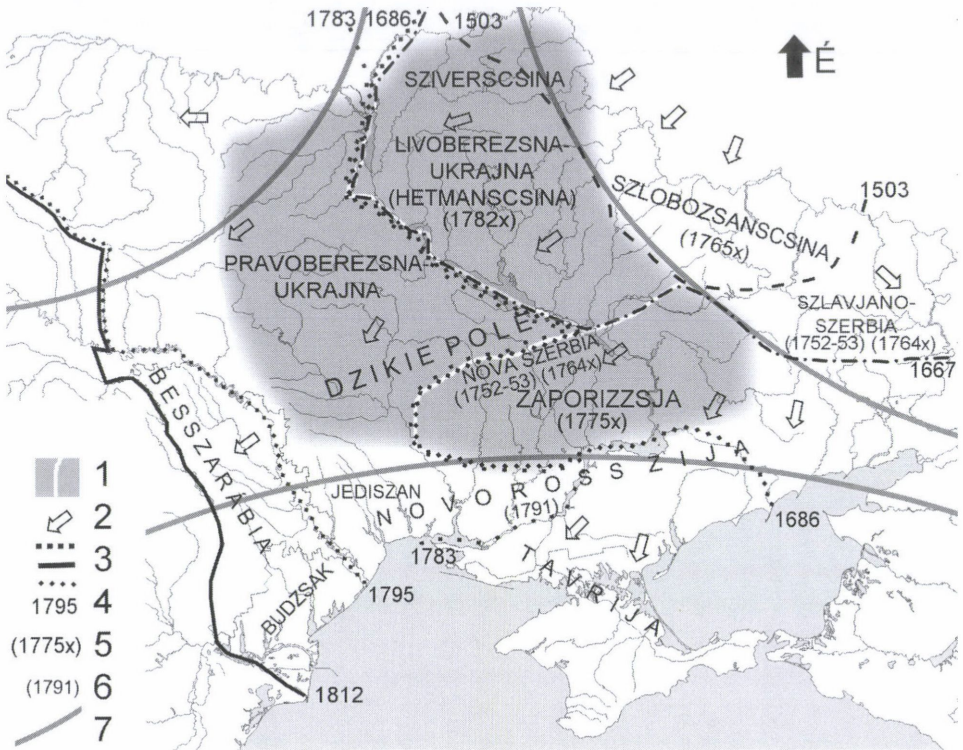 1783 1686 1503
É
SZIVERSCSINA
LIVOBEREZSNA-
UKRAJNA
(HETMANSCSINA)
(1782x)
SZLOBOZSANSCSINA
(1765x)
1503
PRAVOBEREZSNA-
UKRAJNA
SZLAVJANO-
SZERBIA
(1752-53) (1764x)
1667
DZIKIE POLE
NOVA SZERBIA
(1752-53) (1764x)
ZAPORIZZSJA
(1775x)
BESSZARÁBIA
JEDISZAN
NOVOROSSZIJA
(1791)
1686
1783
TAVRIJA
BUDZSAK
1795
1812
1
2
3
1795 4
(1775x) 5
(1791) 6
7